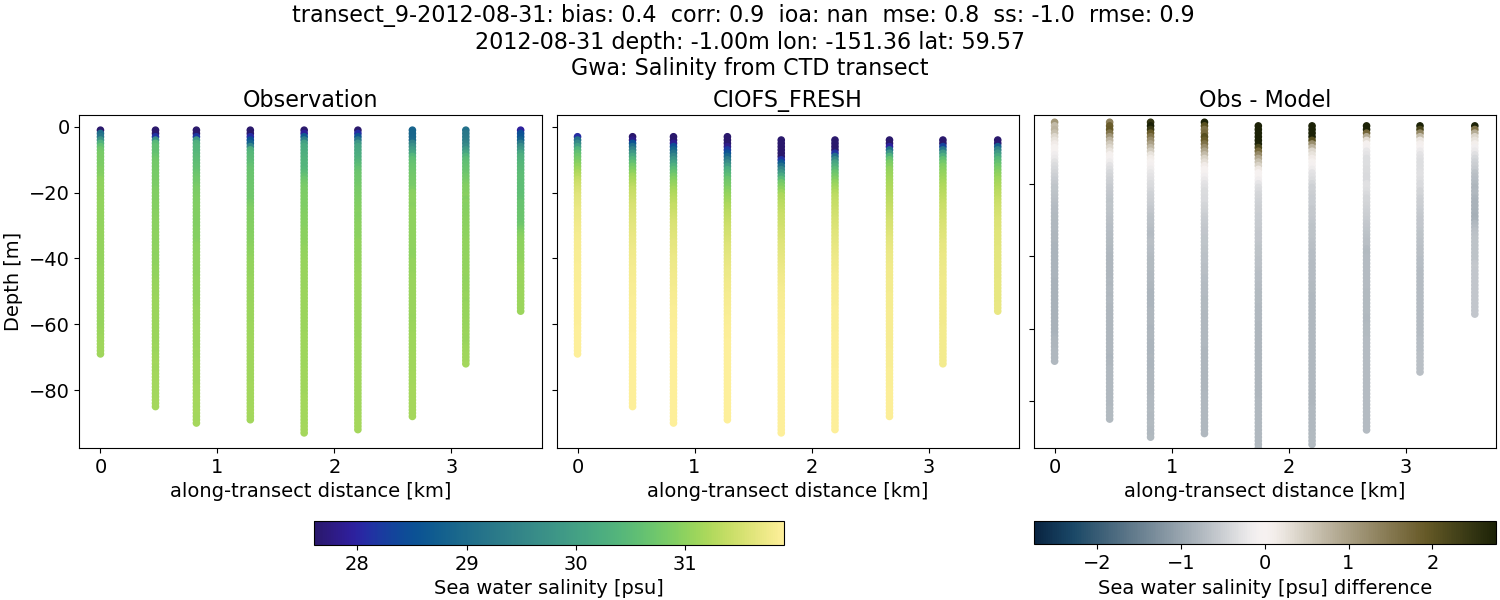 transect_9-2012-08-31: bias: 0.4  corr: 0.9  ioa: nan  mse: 0.8  ss: -1.0  rmse: 0.9
2012-08-31 depth: -1.00m lon: -151.36 lat: 59.57
Gwa: Salinity from CTD transect
Observation
CIOFS_FRESH
Obs - Model
Depth [m]
0
−20
−40
−60
−80
0 1 2 3
0 1 2 3
0 1 2 3
along-transect distance [km]
along-transect distance [km]
along-transect distance [km]
28 29 30 31
Sea water salinity [psu]
−2 −1 0 1 2
Sea water salinity [psu] difference